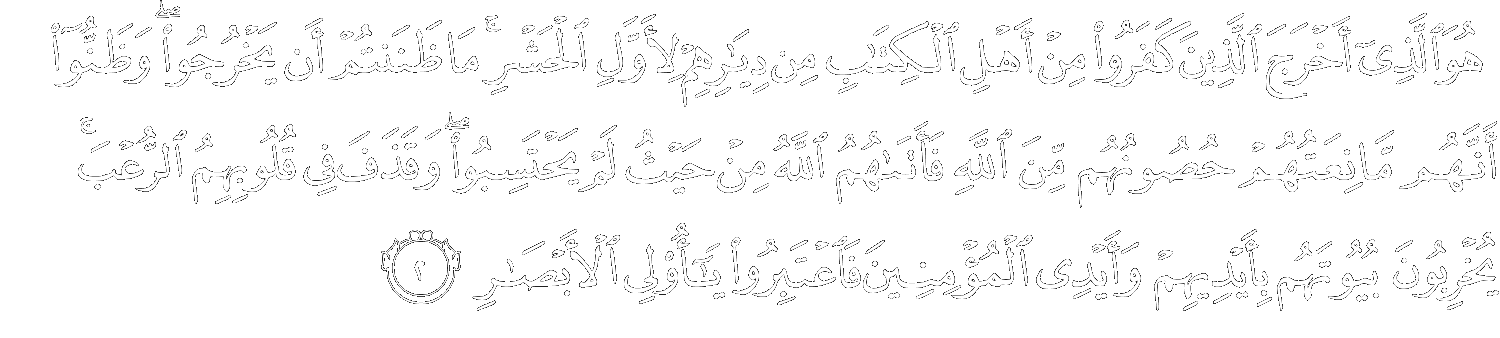 هُوَ ٱلَّذِىٓ أَخْرَجَ ٱلَّذِينَ كَفَرُوا۟ مِنْ أَهْلِ ٱلْكِتَٰبِ مِن دِيَٰرِهِمْ لِأَوَّلِ ٱلْحَشْرِ ۚ مَا ظَنَنتُمْ أَن يَخْرُجُوا۟ ۖ وَظَنُّوٓا۟
أَنَّهُم مَّانِعَتُهُمْ حُصُونُهُم مِّنَ ٱللَّهِ فَأَتَىٰهُمُ ٱللَّهُ مِنْ حَيْثُ لَمْ يَحْتَسِبُوا۟ ۖ وَقَذَفَ فِى قُلُوبِهِمُ ٱلرُّعْبَ ۚ
يُخْرِبُونَ بُيُوتَهُم بِأَيْدِيهِمْ وَأَيْدِى ٱلْمُؤْمِنِينَ فَٱعْتَبِرُوا۟ يَٰٓأُو۟لِى ٱلْأَبْصَٰرِ ٢